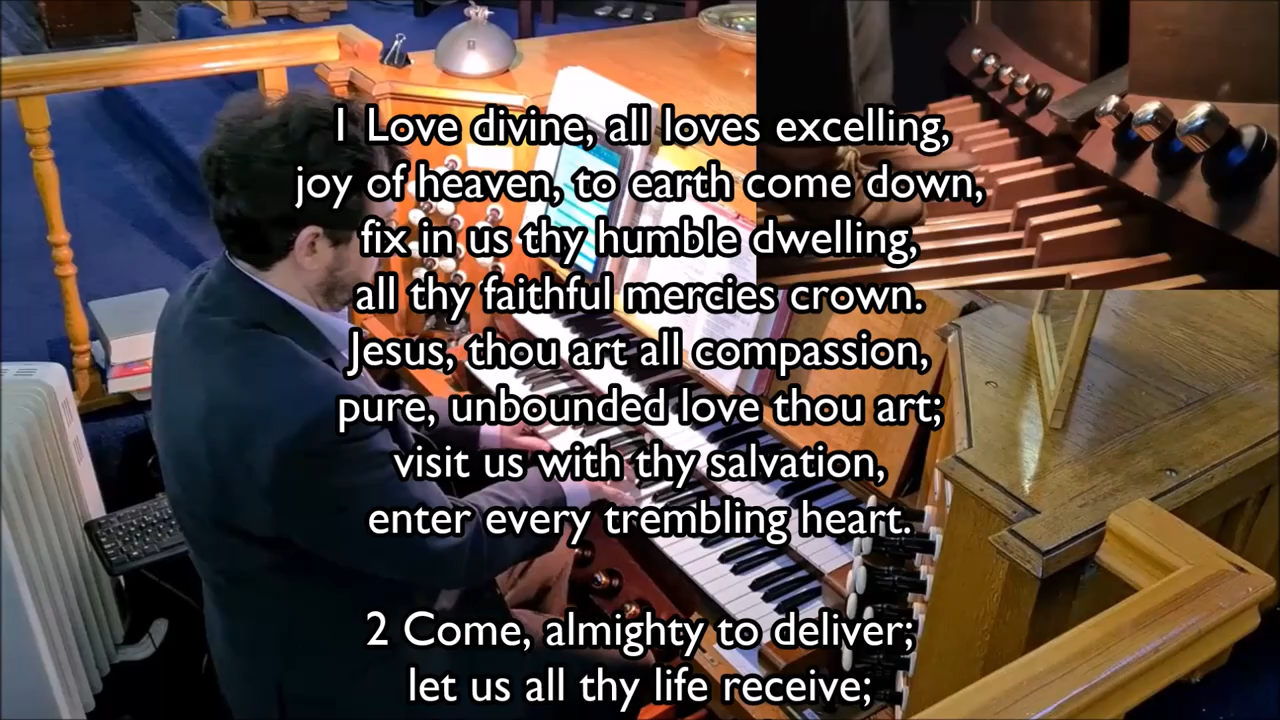 1 Love divine, all loves excelling,
joy of heaven, to earth come down,
fix in us thy humble dwelling,
all thy faithful mercies crown.
Jesus, thou art all compassion,
pure, unbounded love thou art;
visit us with thy salvation,
enter every trembling heart.
2 Come, almighty to deliver;
let us all thy life receive;